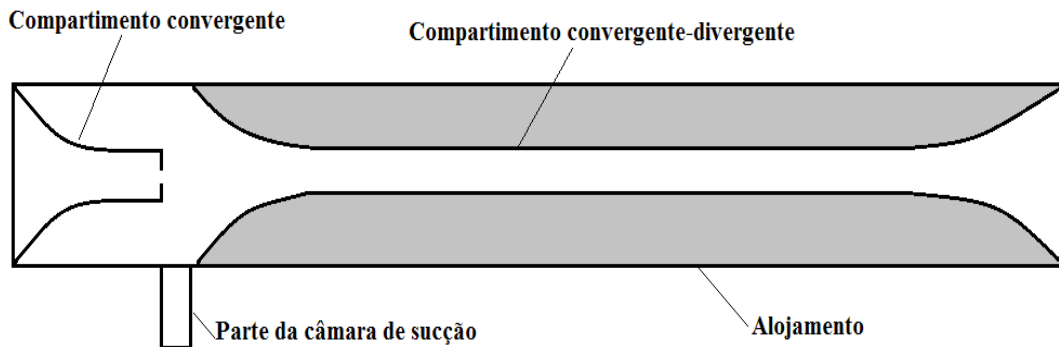 Compartimento convergente
Compartimento convergente-divergente
Parte da câmara de sucção
Alojamento